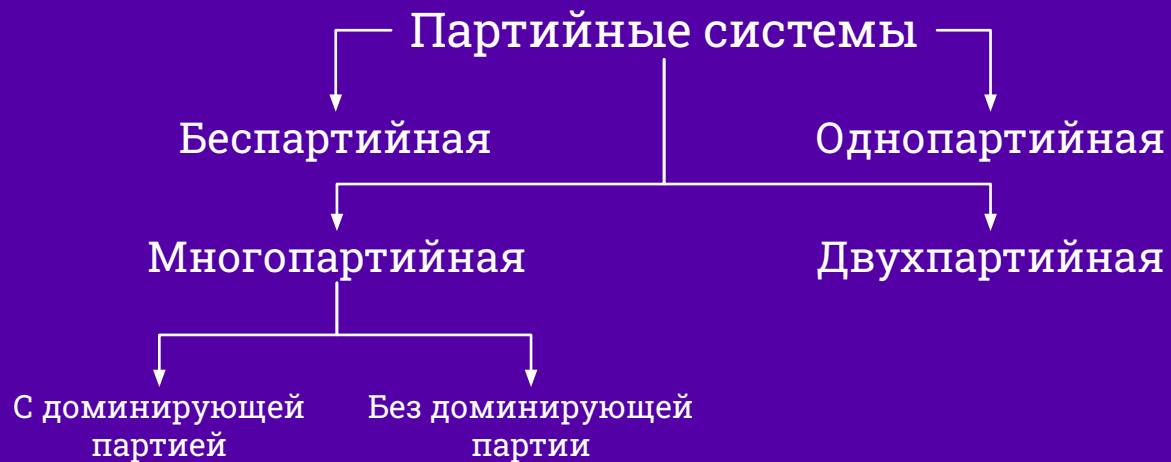 Партийные системы
Беспартийная
Однопартийная
Многопартийная
Двухпартийная
С доминирующей
партией
Без доминирующей
партии